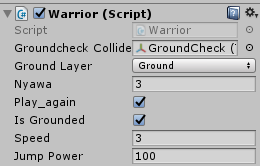 Warrior (Script)
Script Warrior
Groundcheck Collide GroundCheck (
Ground Layer Ground
Nyawa 3
Play_again
Is Grounded
Speed 3
Jump Power 100